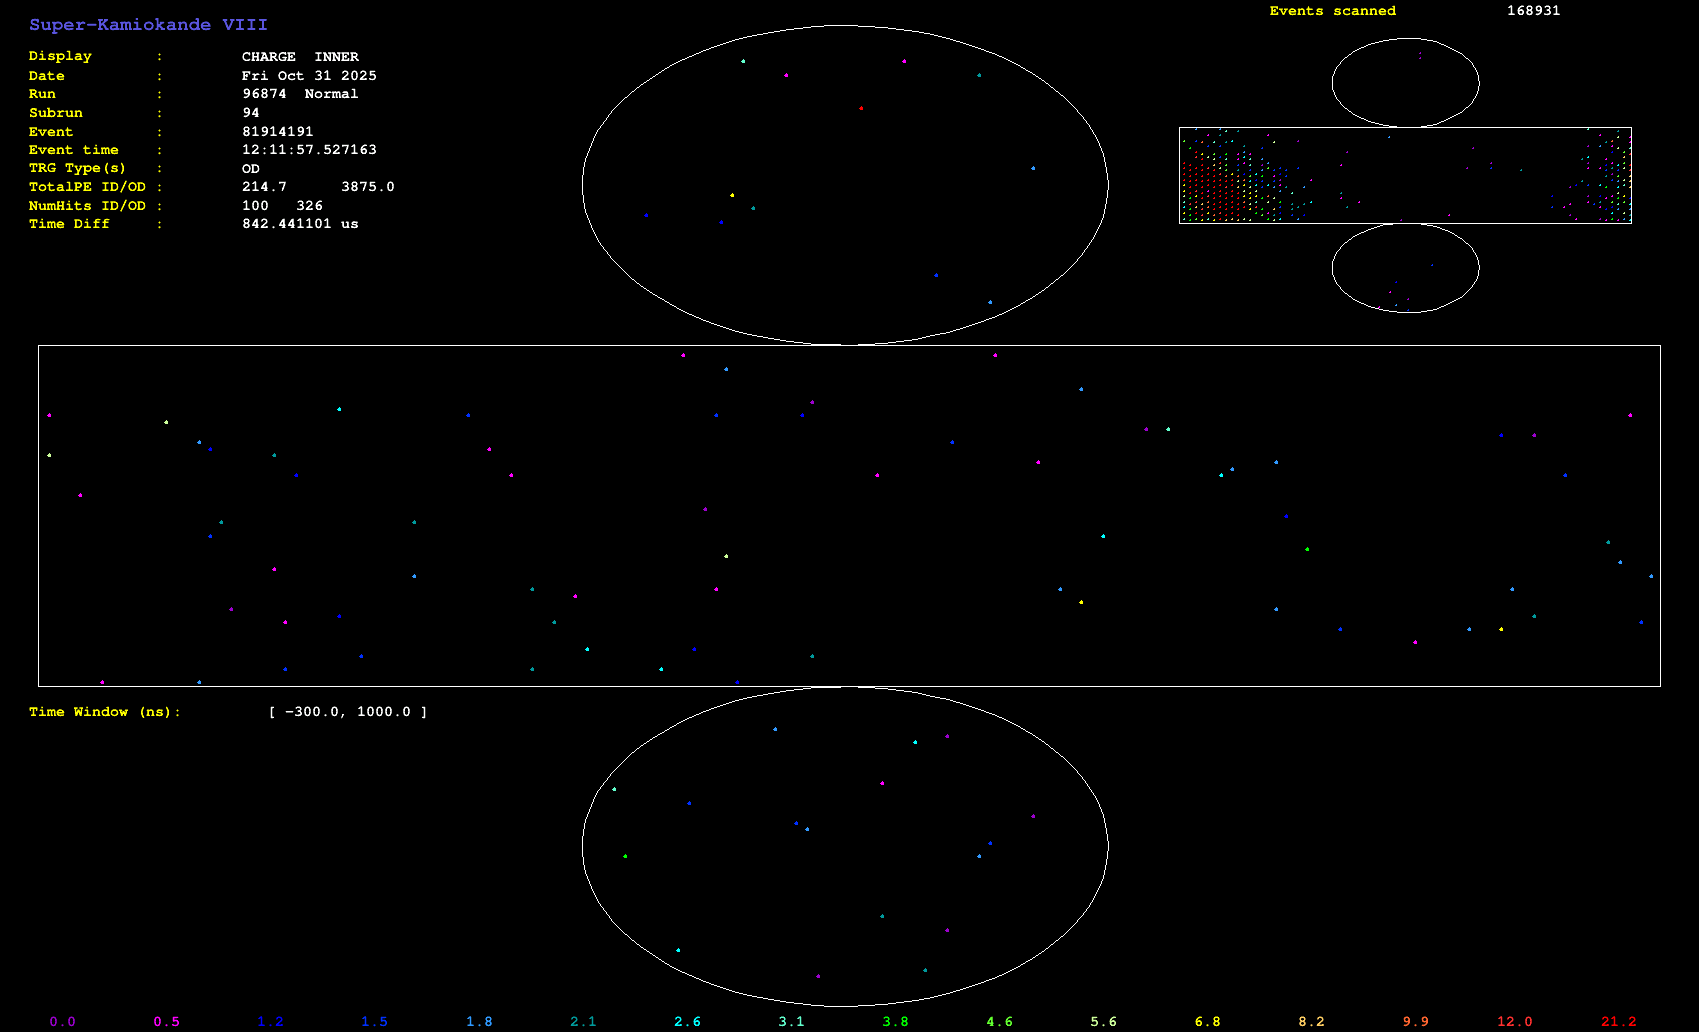 Super-Kamiokande VIII
Events scanned 168931
Display : CHARGE INNER
Date : Fri Oct 31 2025
Run : 96874 Normal
Subrun : 94
Event : 81914191
Event time : 12:11:57.527163
TRG Type(s) : OD
TotalPE ID/OD : 214.7 3875.0
NumHits ID/OD : 100 326
Time Diff : 842.441101 us
Time Window (ns): [ -300.0, 1000.0 ]
0.0 0.5 1.2 1.5 1.8 2.1 2.6 3.1 3.8 4.6 5.6 6.8 8.2 9.9 12.0 21.2